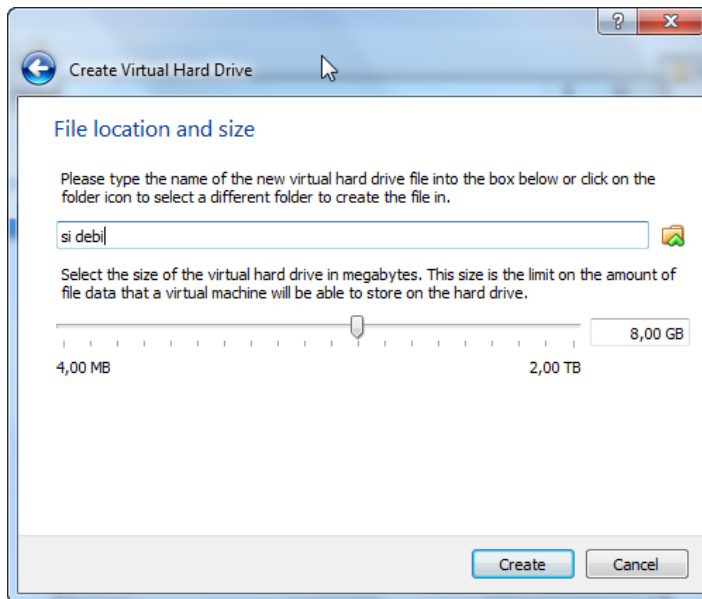 Create Virtual Hard Drive
File location and size
Please type the name of the new virtual hard drive file into the box below or click on the
folder icon to select a different folder to create the file in.
si debi
Select the size of the virtual hard drive in megabytes. This size is the limit on the amount of
file data that a virtual machine will be able to store on the hard drive.
8,00 GB
4,00 MB 2,00 TB
Create Cancel